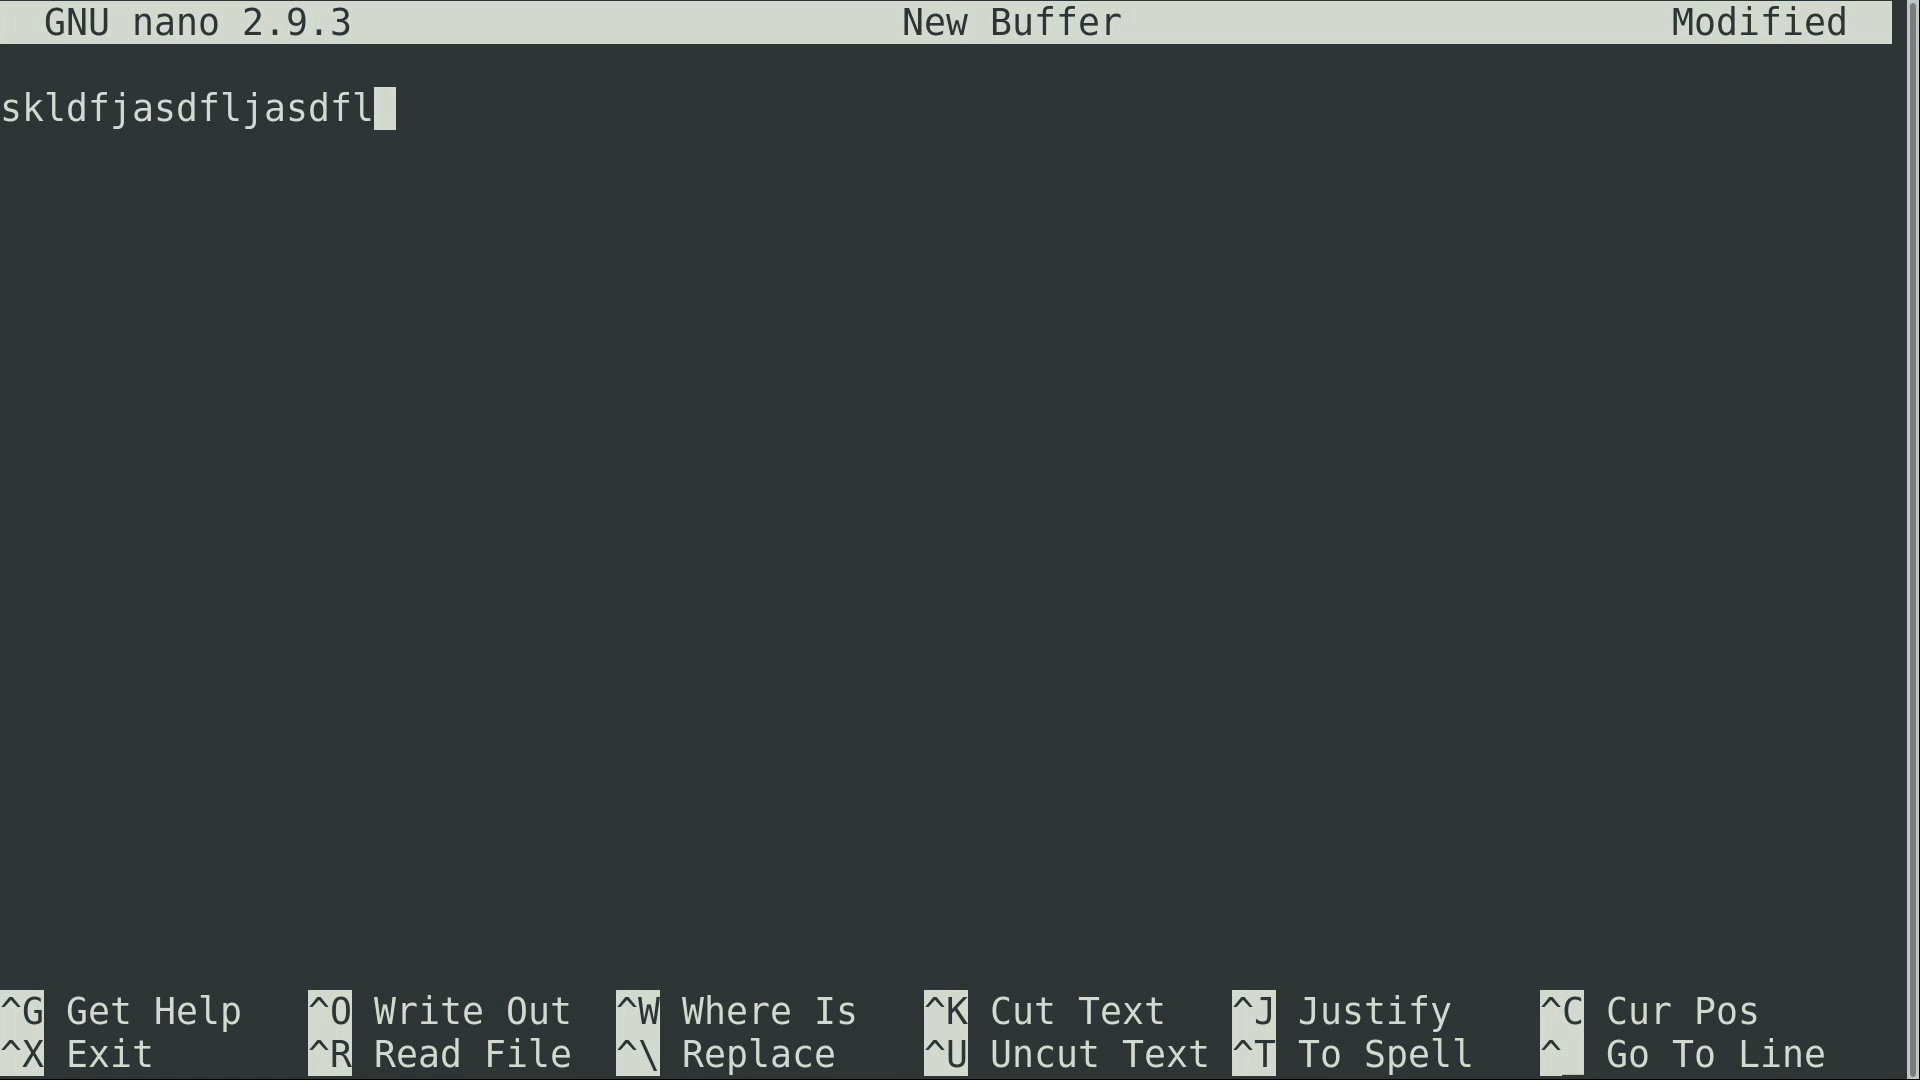 GNU nano 2.9.3 New Buffer Modified
skldfjasdfljasdfl
^G Get Help ^O Write Out ^W Where Is ^K Cut Text ^J Justify ^C Cur Pos
^X Exit ^R Read File ^\ Replace ^U Uncut Text ^T To Spell ^_ Go To Line